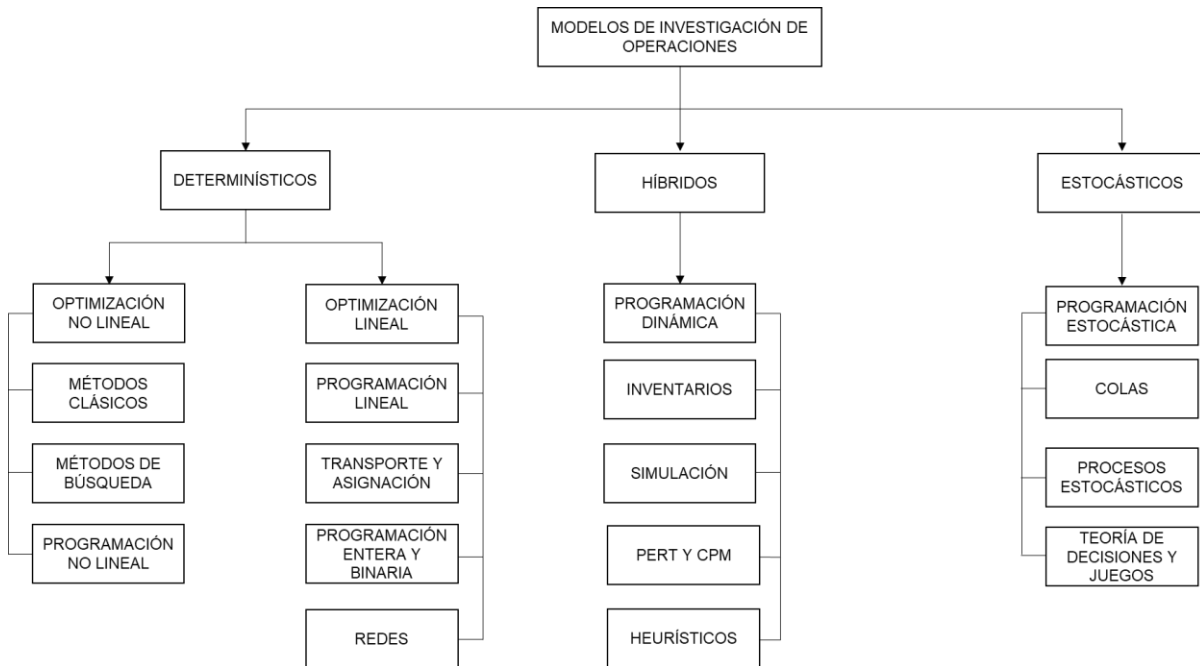 MODELOS DE INVESTIGACIÓN DE
OPERACIONES
DETERMINÍSTICOS
HÍBRIDOS
ESTOCÁSTICOS
OPTIMIZACIÓN
NO LINEAL
MÉTODOS
CLÁSICOS
MÉTODOS DE
BÚSQUEDA
PROGRAMACIÓN
NO LINEAL
OPTIMIZACIÓN
LINEAL
PROGRAMACIÓN
LINEAL
TRANSPORTE Y
ASIGNACIÓN
PROGRAMACIÓN
ENTERA Y
BINARIA
REDES
PROGRAMACIÓN
DINÁMICA
INVENTARIOS
SIMULACIÓN
PERT Y CPM
HEURÍSTICOS
PROGRAMACIÓN
ESTOCÁSTICA
COLAS
PROCESOS
ESTOCÁSTICOS
TEORÍA DE
DECISIONES Y
JUEGOS